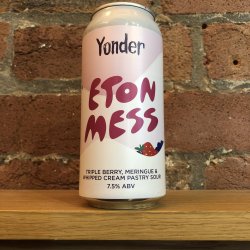 Yonder
ETON
MESS
TRIPLE BERRY, MERINGUE &
WHIPPED CREAM PASTRY SOUR
7.5% ABV